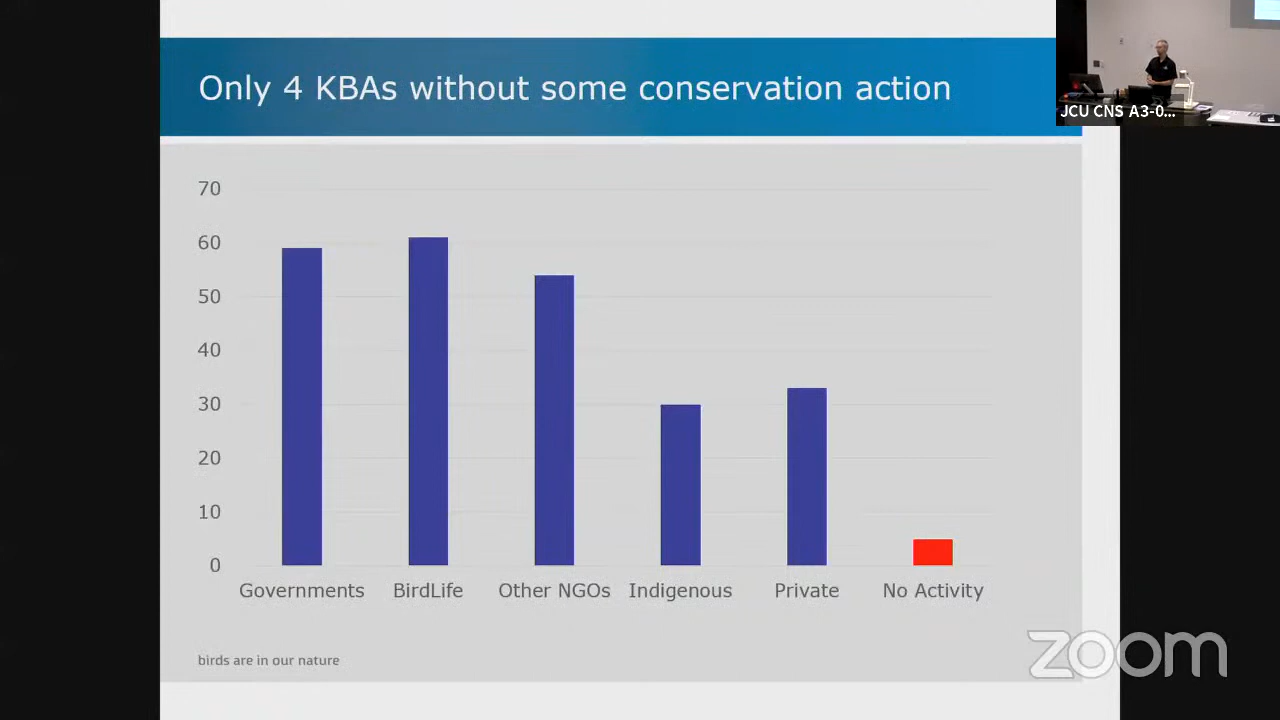 Only 4 KBAs without some conservation action
JCU CNS A3-0...
70
60
50
40
30
20
10
0
Governments BirdLife Other NGOs Indigenous Private No Activity
birds are in our nature
zoom